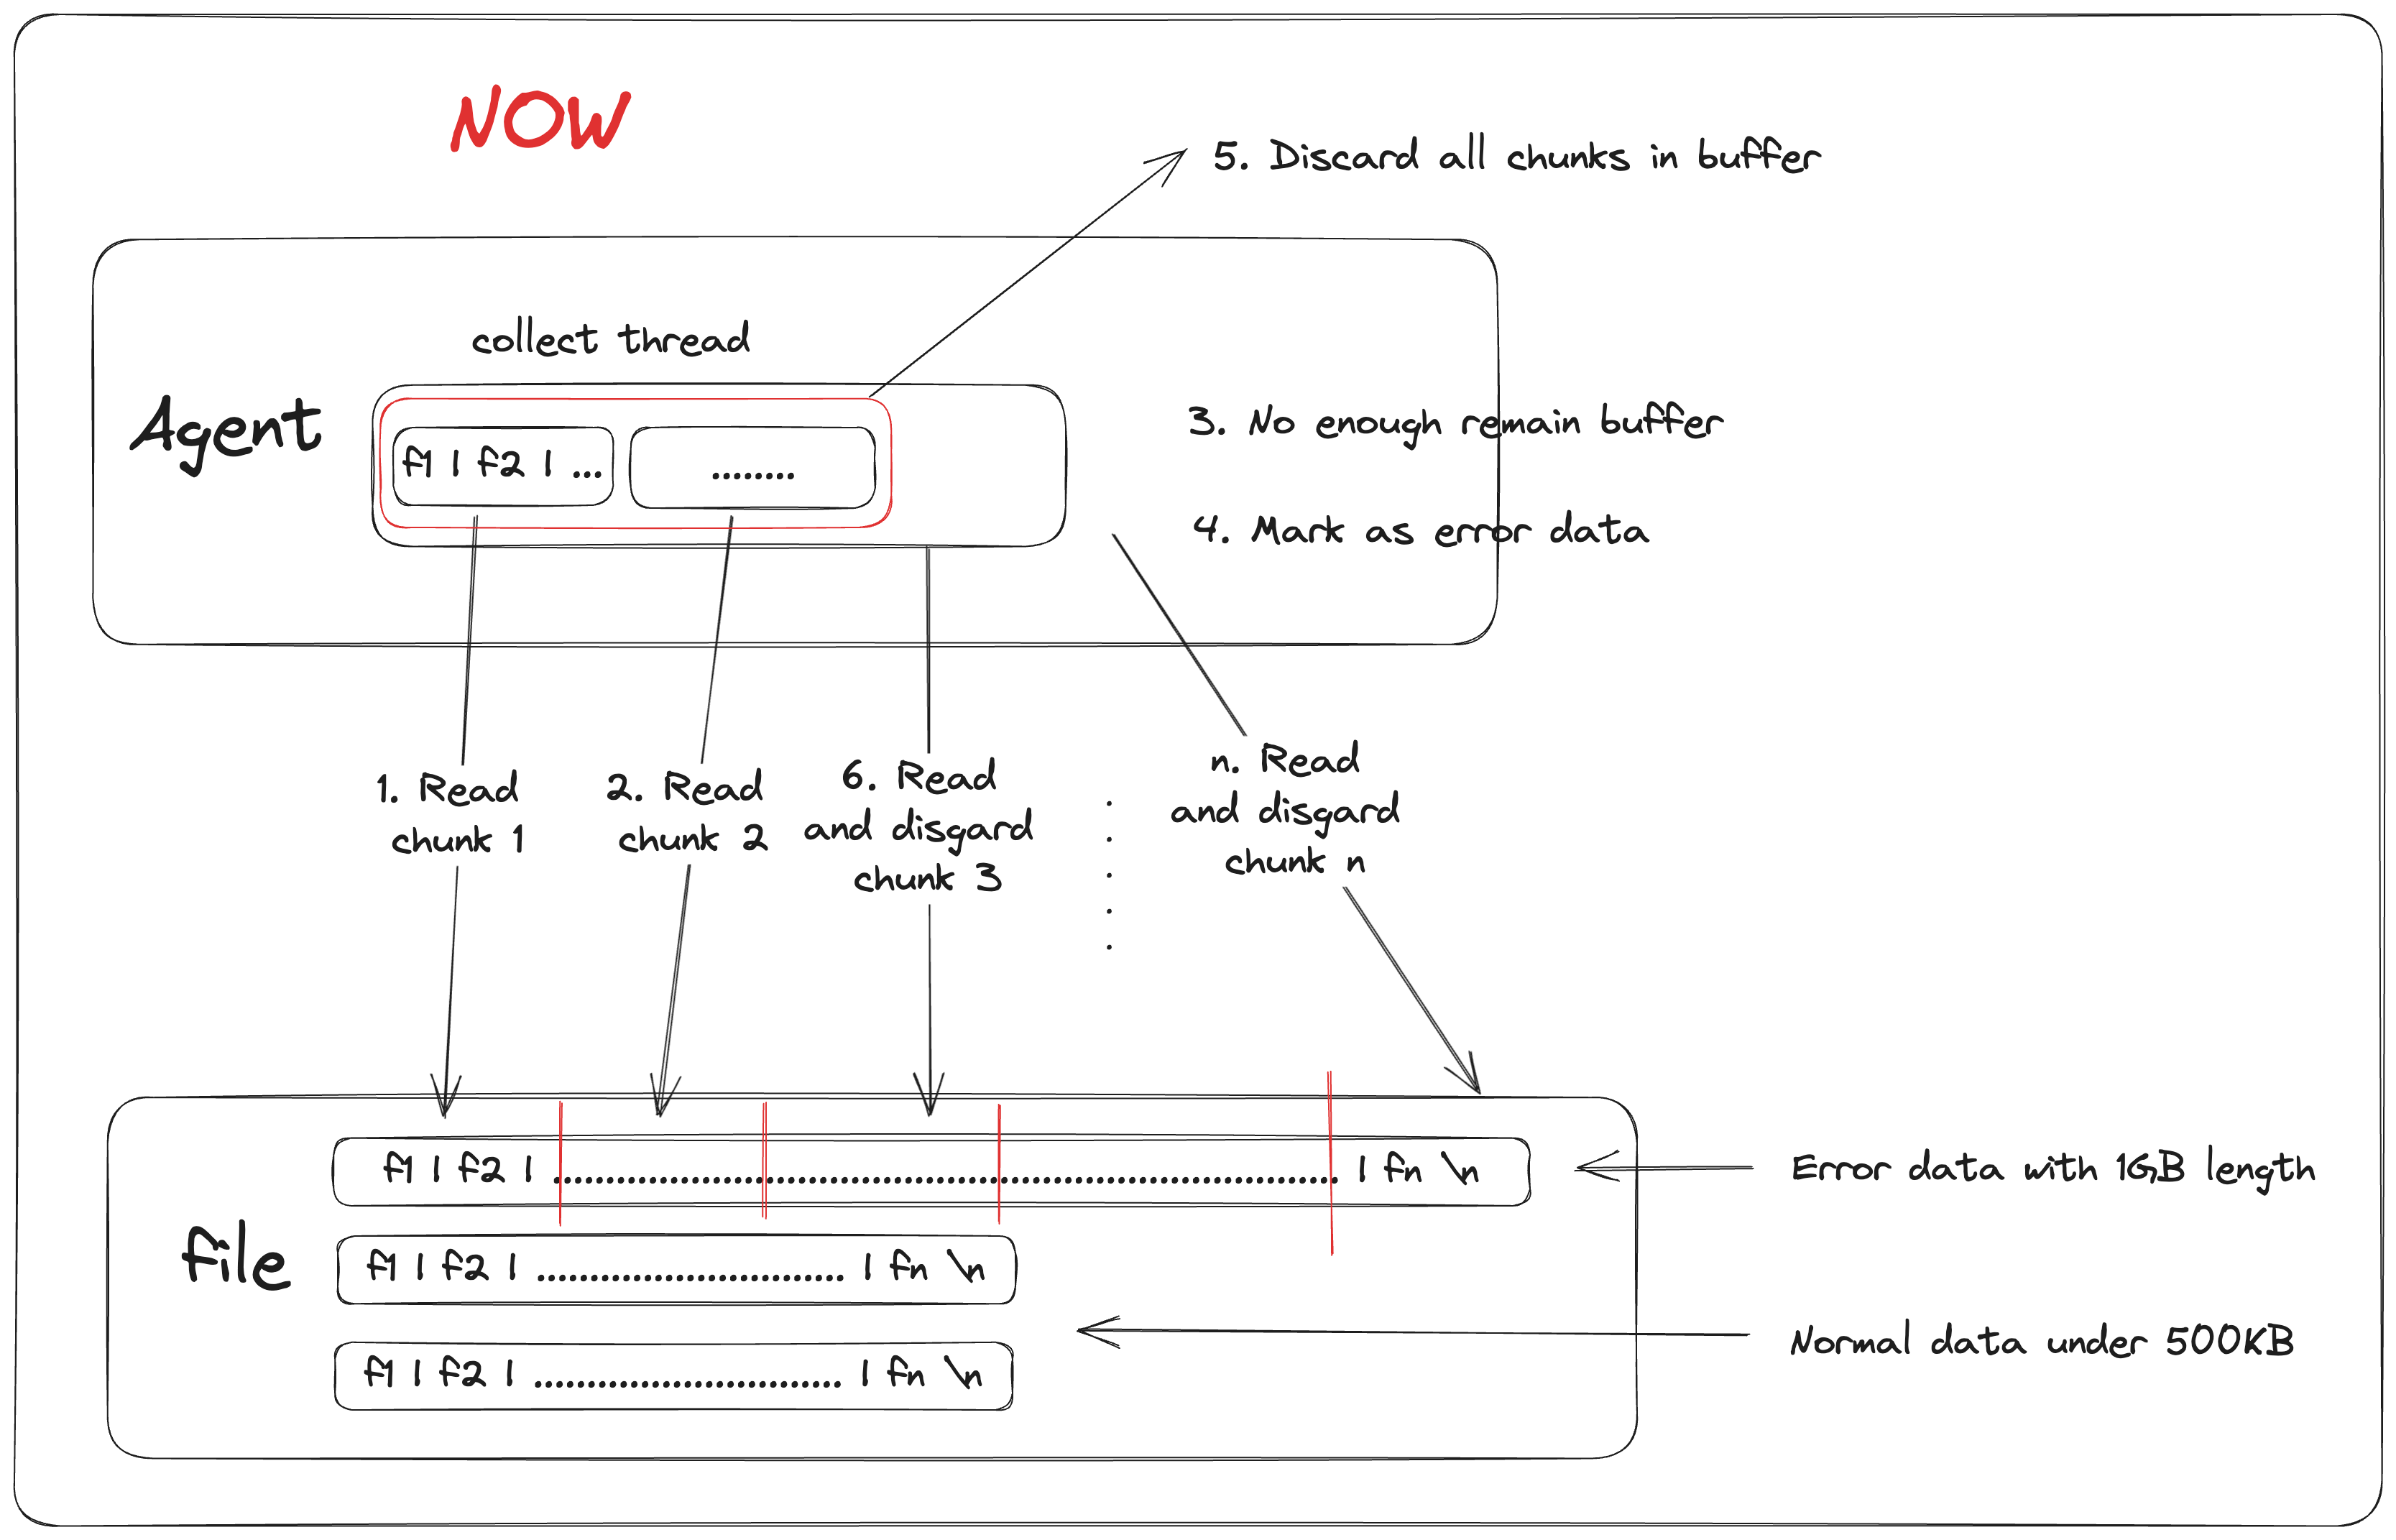 NOW
5. Discard all chunks in buffer
collect thread
Agent
f1 | f2 | ...
........
3. No enough remain buffer
4. Mark as error data
1. Read
chunk 1
2. Read
chunk 2
6. Read
and disgard
chunk 3
.
.
.
.
.
n. Read
and disgard
chunk n
f1 | f2 | ...................................................................... | fn \n
Error data with 1GB length
file
f1 | f2 | ............................ | fn \n
Normal data under 500KB
f1 | f2 | ............................ | fn \n